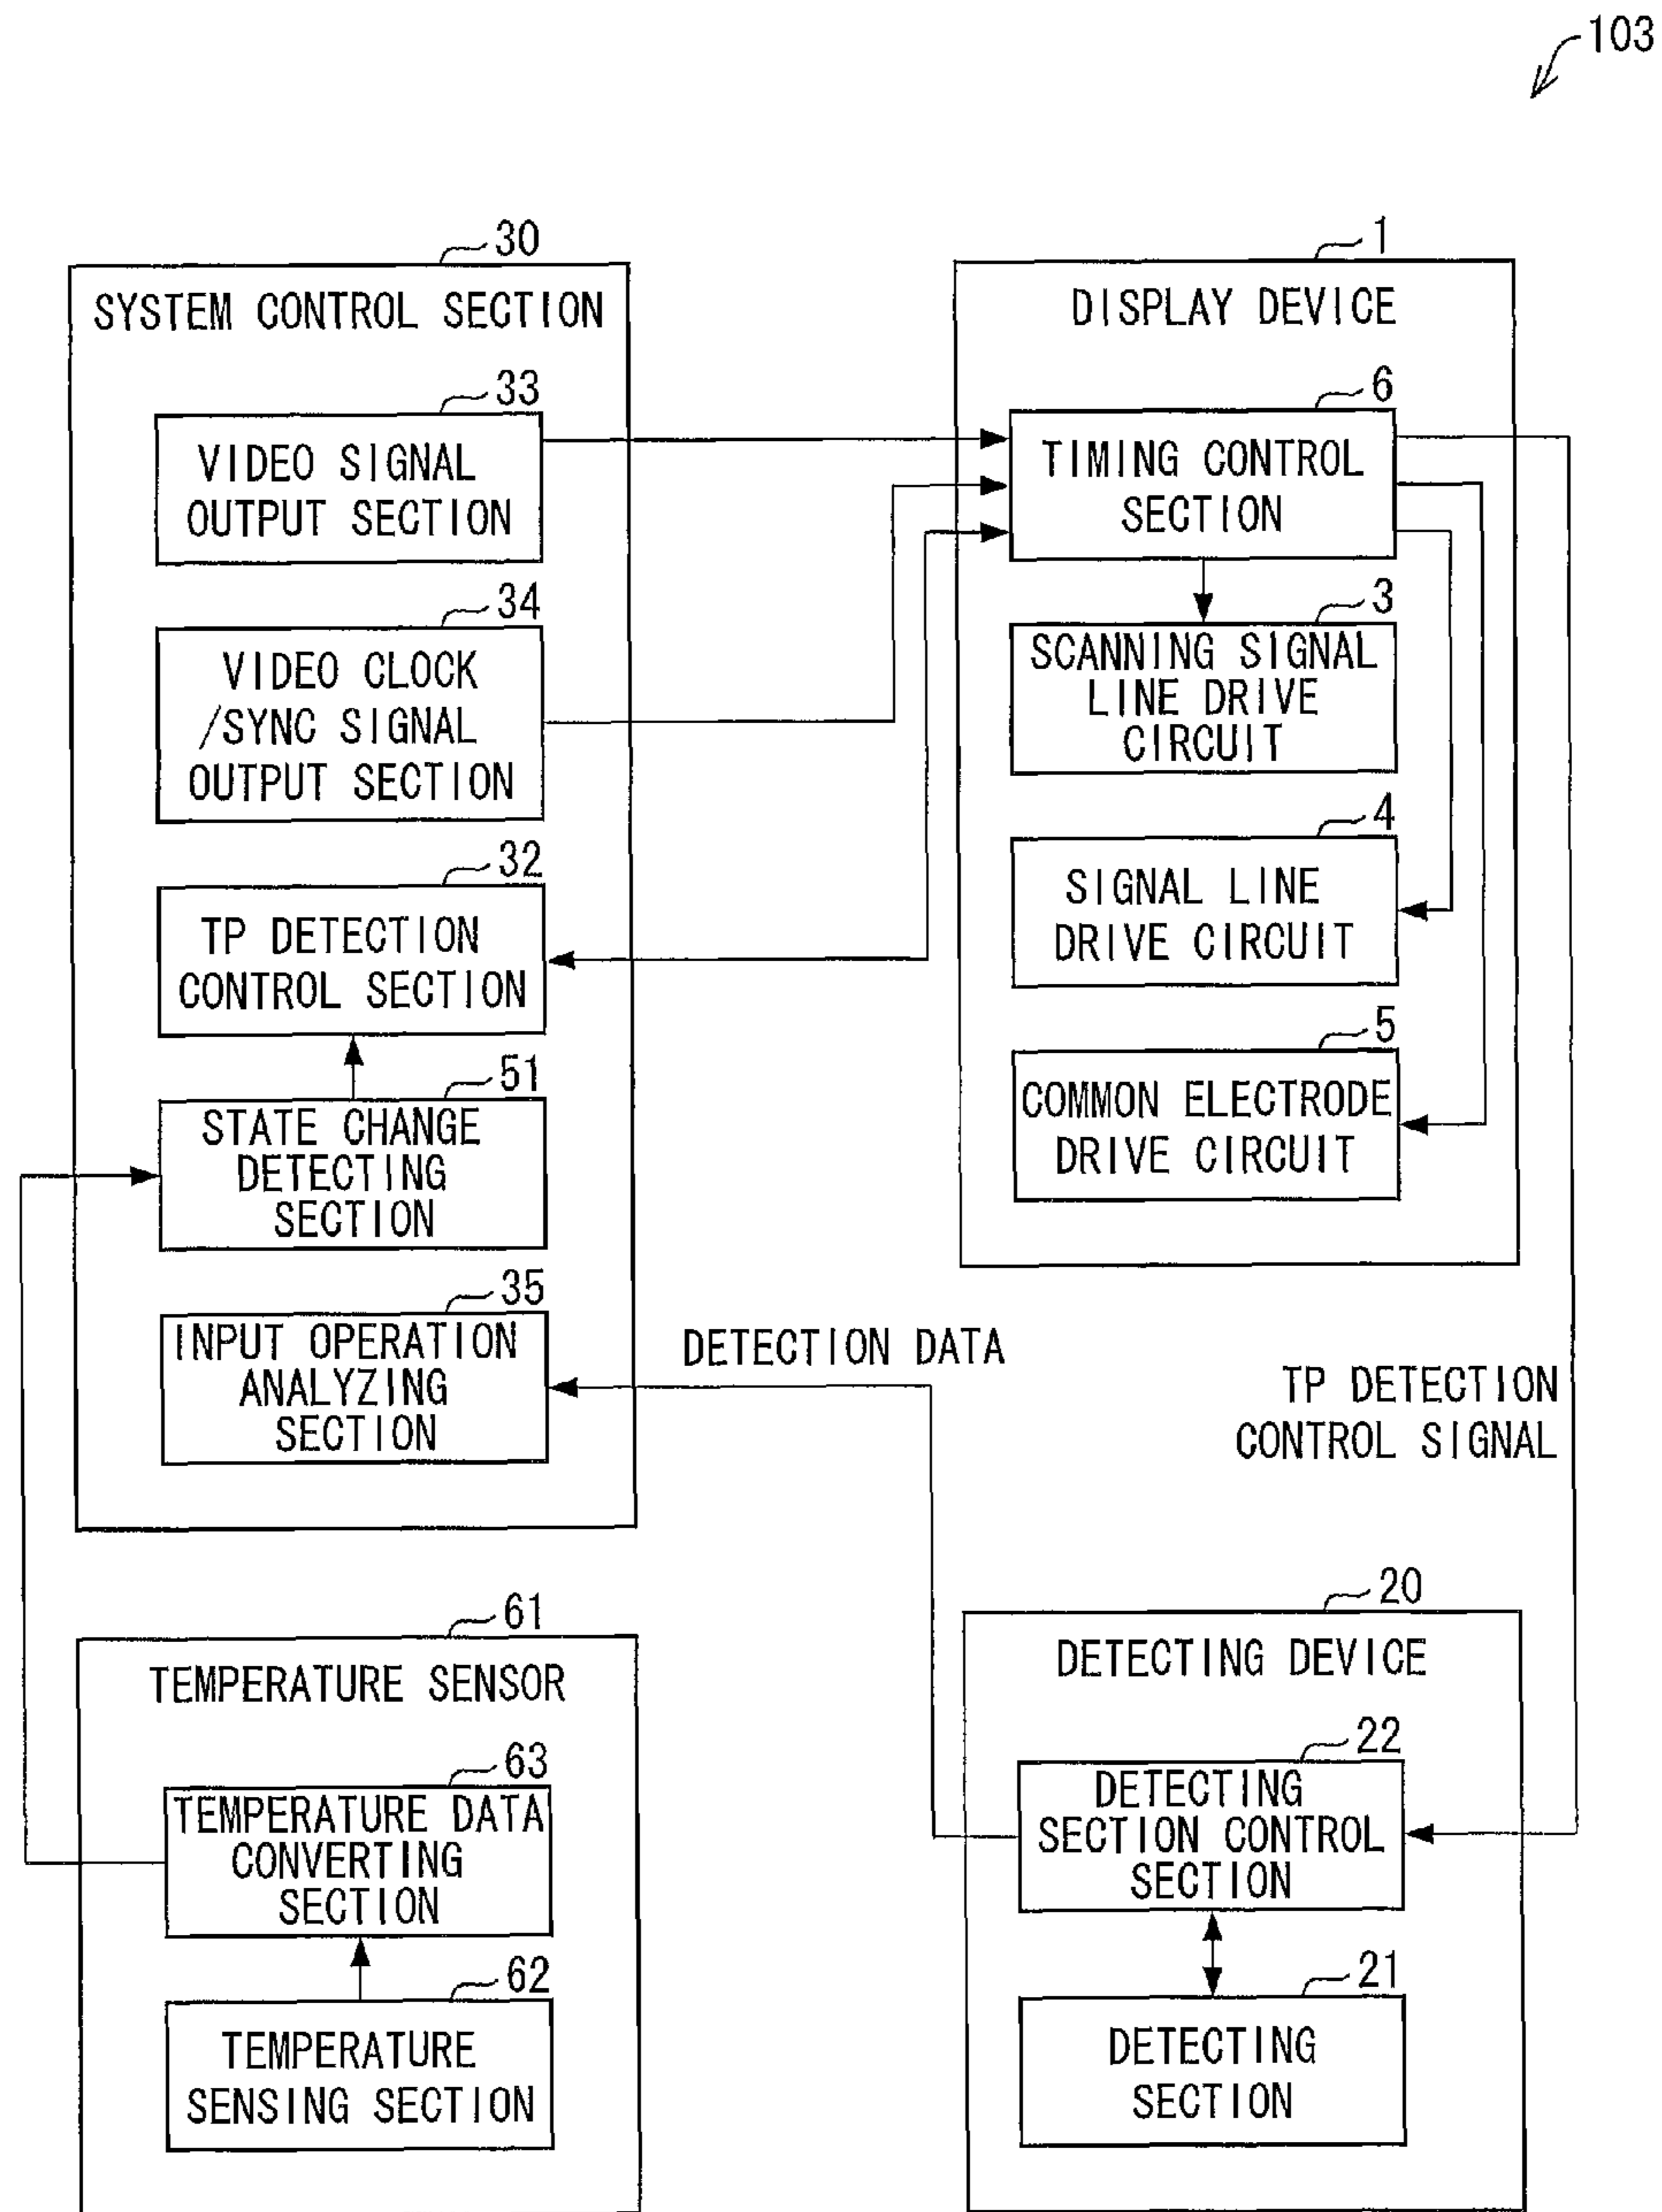 103
30
SYSTEM CONTROL SECTION
33
VIDEO SIGNAL
OUTPUT SECTION
34
VIDEO CLOCK
/SYNC SIGNAL
OUTPUT SECTION
32
TP DETECTION
CONTROL SECTION
51
STATE CHANGE
DETECTING
SECTION
35
INPUT OPERATION
ANALYZING
SECTION
1
DISPLAY DEVICE
6
TIMING CONTROL
SECTION
3
SCANNING SIGNAL
LINE DRIVE
CIRCUIT
4
SIGNAL LINE
DRIVE CIRCUIT
5
COMMON ELECTRODE
DRIVE CIRCUIT
DETECTION DATA
TP DETECTION
CONTROL SIGNAL
61
TEMPERATURE SENSOR
63
TEMPERATURE DATA
CONVERTING
SECTION
62
TEMPERATURE
SENSING SECTION
20
DETECTING DEVICE
22
DETECTING
SECTION CONTROL
SECTION
21
DETECTING
SECTION